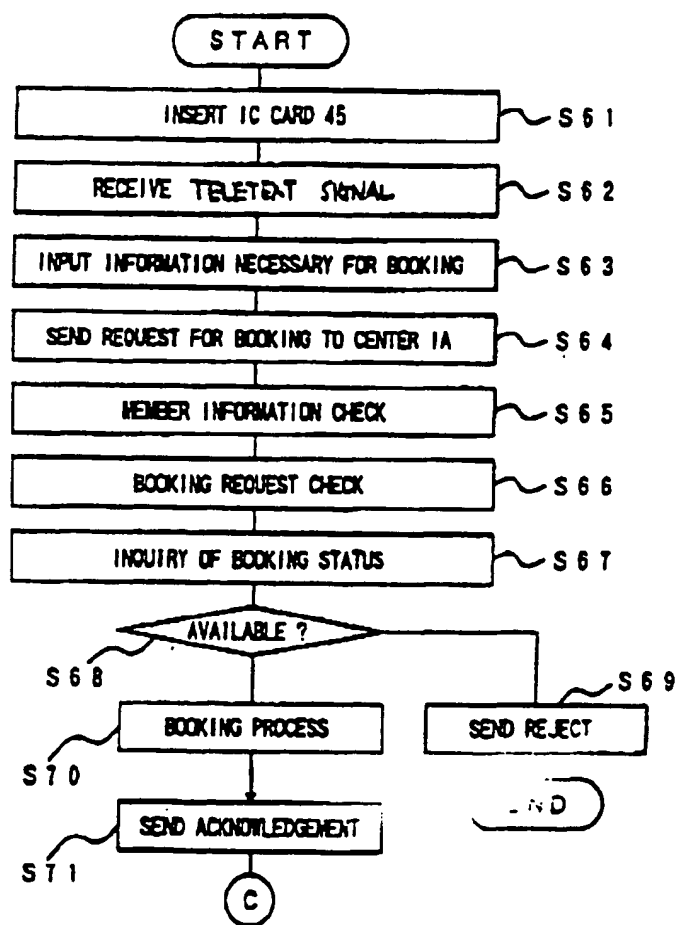 START
INSERT IC CARD 45
S61
RECEIVE TELETEXT SIGNAL
S62
INPUT INFORMATION NECESSARY FOR BOOKING
S63
SEND REQUEST FOR BOOKING TO CENTER 1A
S64
MEMBER INFORMATION CHECK
S65
BOOKING REQUEST CHECK
S66
INQUIRY OF BOOKING STATUS
S67
AVAILABLE ?
S68
S69
BOOKING PROCESS
SEND REJECT
S70
END
SEND ACKNOWLEDGEMENT
S71
C